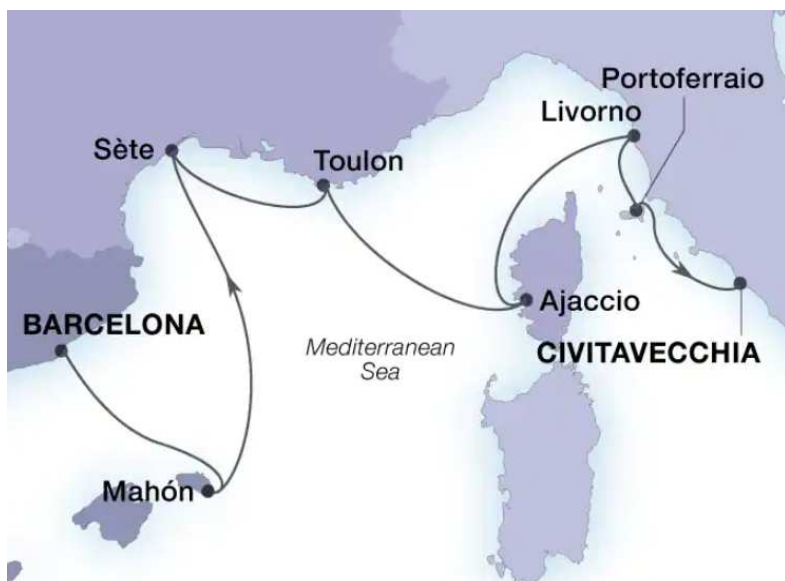 Portoferraio
Livorno
Sète
Toulon
BARCELONA
Ajaccio
Mediterranean
Sea
CIVITAVECCHIA
Mahón